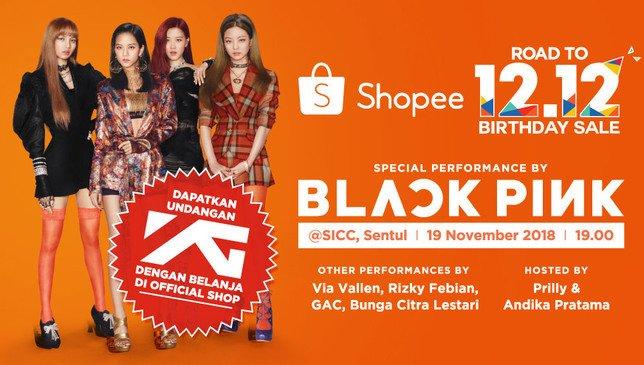 ROAD TO
S Shopee
12.12
BIRTHDAY SALE
SPECIAL PERFORMANCE BY
BLACKPIИK
@SICC, Sentul | 19 November 2018 | 19.00
OTHER PERFORMANCES BY
Via Vallen, Rizky Febian,
GAC, Bunga Citra Lestari
HOSTED BY
Prilly &
Andika Pratama
DAPATKAN
UNDANGAN
YG
DENGAN BELANJA
DI OFFICIAL SHOP